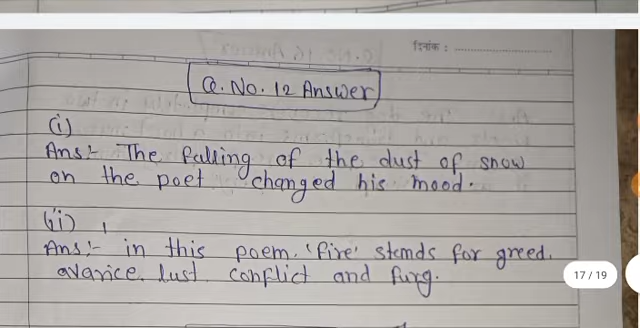 दिनांक :
Q. No. 12 Answer
(i)
Ans:- The falling of the dust of snow
on the poet changed his mood.
(ii)
Ans:- in this poem. 'fire' stands for greed.
avarice. lust conflict and furg.
17 / 19